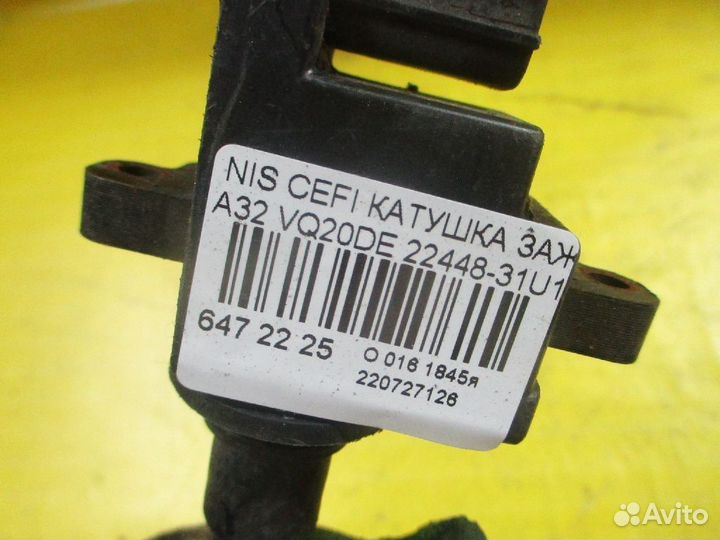 NIS CEFI КАТУШКА ЗАЖ
A32 VQ20DE 22448-31U1
647 22 25
O 016 1845я
220727126
Avito